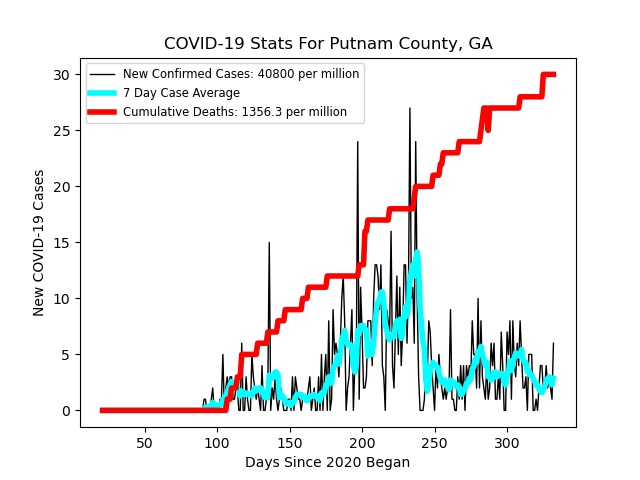 COVID-19 Stats For Putnam County, GA
New Confirmed Cases: 40800 per million
7 Day Case Average
Cumulative Deaths: 1356.3 per million
New COVID-19 Cases
30
25
20
15
10
5
0
50 100 150 200 250 300
Days Since 2020 Began